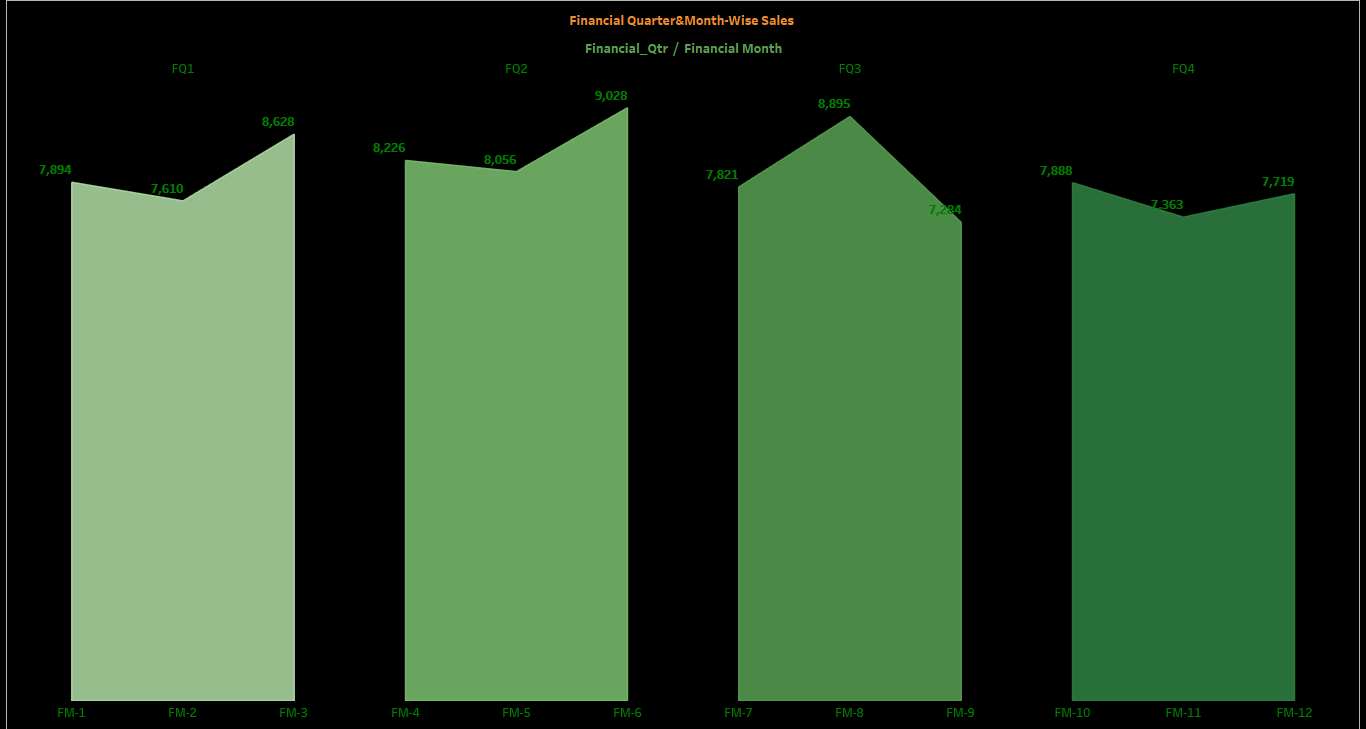 Financial Quarter&Month-Wise Sales
Financial_Qtr / Financial Month
FQ1 FQ2 FQ3 FQ4
7,894 7,610 8,628 8,226 8,056 9,028 7,821 8,895 7,284 7,888 7,363 7,719
FM-1 FM-2 FM-3 FM-4 FM-5 FM-6 FM-7 FM-8 FM-9 FM-10 FM-11 FM-12